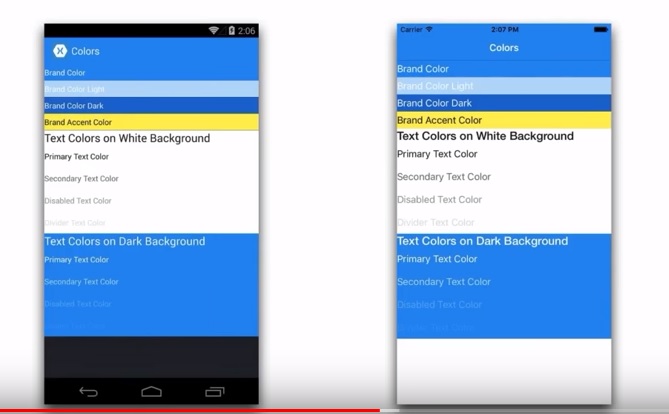 2:06
Colors
Brand Color
Brand Color Light
Brand Color Dark
Brand Accent Color
Text Colors on White Background
Primary Text Color
Secondary Text Color
Disabled Text Color
Divider Text Color
Text Colors on Dark Background
Primary Text Color
Secondary Text Color
Disabled Text Color
Carrier
2:07 PM
Colors
Brand Color
Brand Color Light
Brand Color Dark
Brand Accent Color
Text Colors on White Background
Primary Text Color
Secondary Text Color
Disabled Text Color
Divider Text Color
Text Colors on Dark Background
Primary Text Color
Secondary Text Color
Disabled Text Color